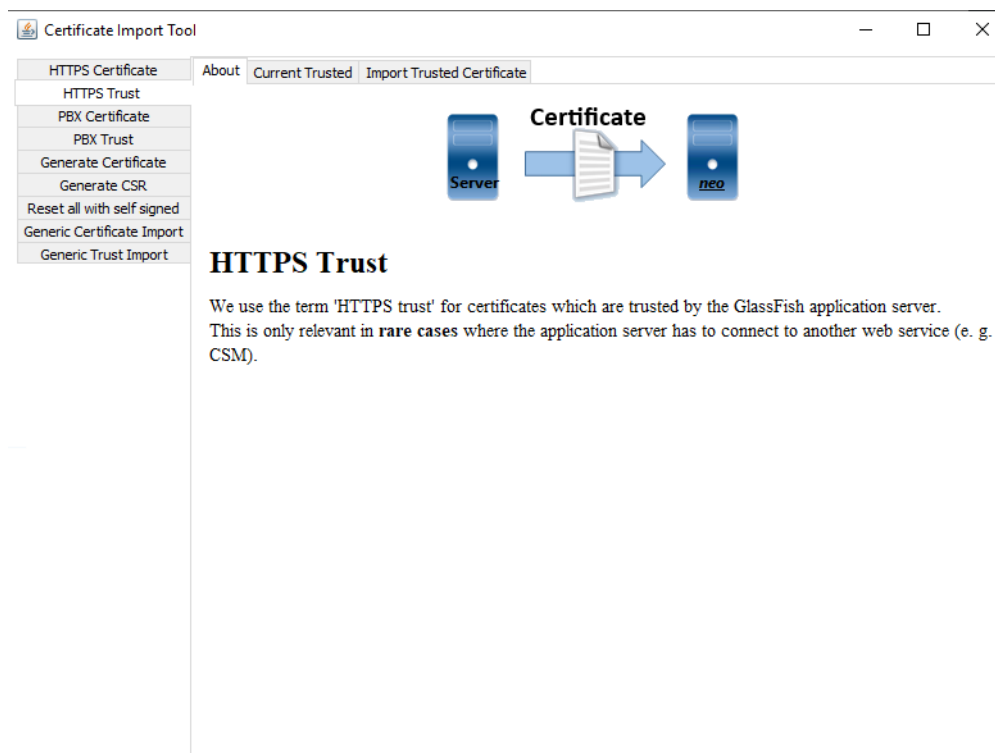 Certificate Import Tool
HTTPS Certificate
HTTPS Trust
PBX Certificate
PBX Trust
Generate Certificate
Generate CSR
Reset all with self signed
Generic Certificate Import
Generic Trust Import
About Current Trusted Import Trusted Certificate
Certificate
Server
neo
HTTPS Trust
We use the term 'HTTPS trust' for certificates which are trusted by the GlassFish application server.
This is only relevant in rare cases where the application server has to connect to another web service (e. g.
CSM).